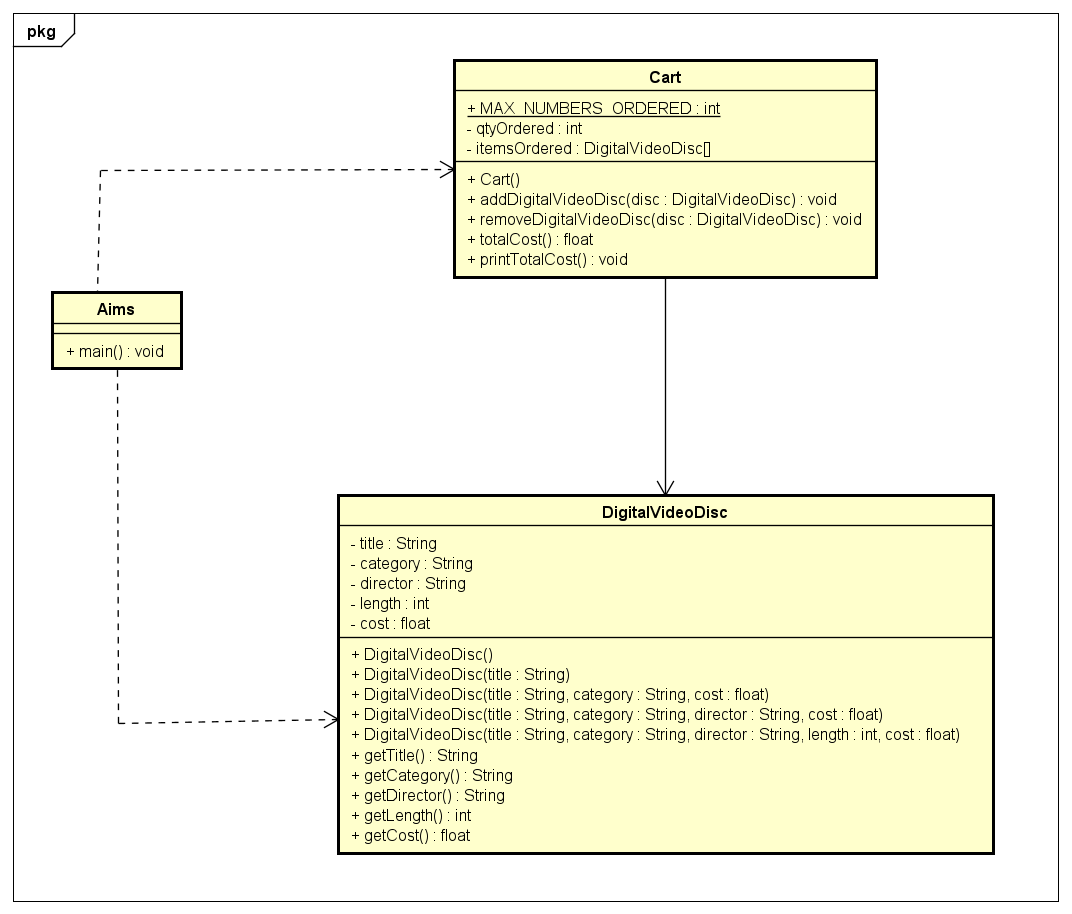 pkg
Cart
+ MAX_NUMBERS_ORDERED : int
- qtyOrdered : int
- itemsOrdered : DigitalVideoDisc[]
+ Cart()
+ addDigitalVideoDisc(disc : DigitalVideoDisc) : void
+ removeDigitalVideoDisc(disc : DigitalVideoDisc) : void
+ totalCost() : float
+ printTotalCost() : void
Aims
+ main() : void
DigitalVideoDisc
- title : String
- category : String
- director : String
- length : int
- cost : float
+ DigitalVideoDisc()
+ DigitalVideoDisc(title : String)
+ DigitalVideoDisc(title : String, category : String, cost : float)
+ DigitalVideoDisc(title : String, category : String, director : String, cost : float)
+ DigitalVideoDisc(title : String, category : String, director : String, length : int, cost : float)
+ getTitle() : String
+ getCategory() : String
+ getDirector() : String
+ getLength() : int
+ getCost() : float